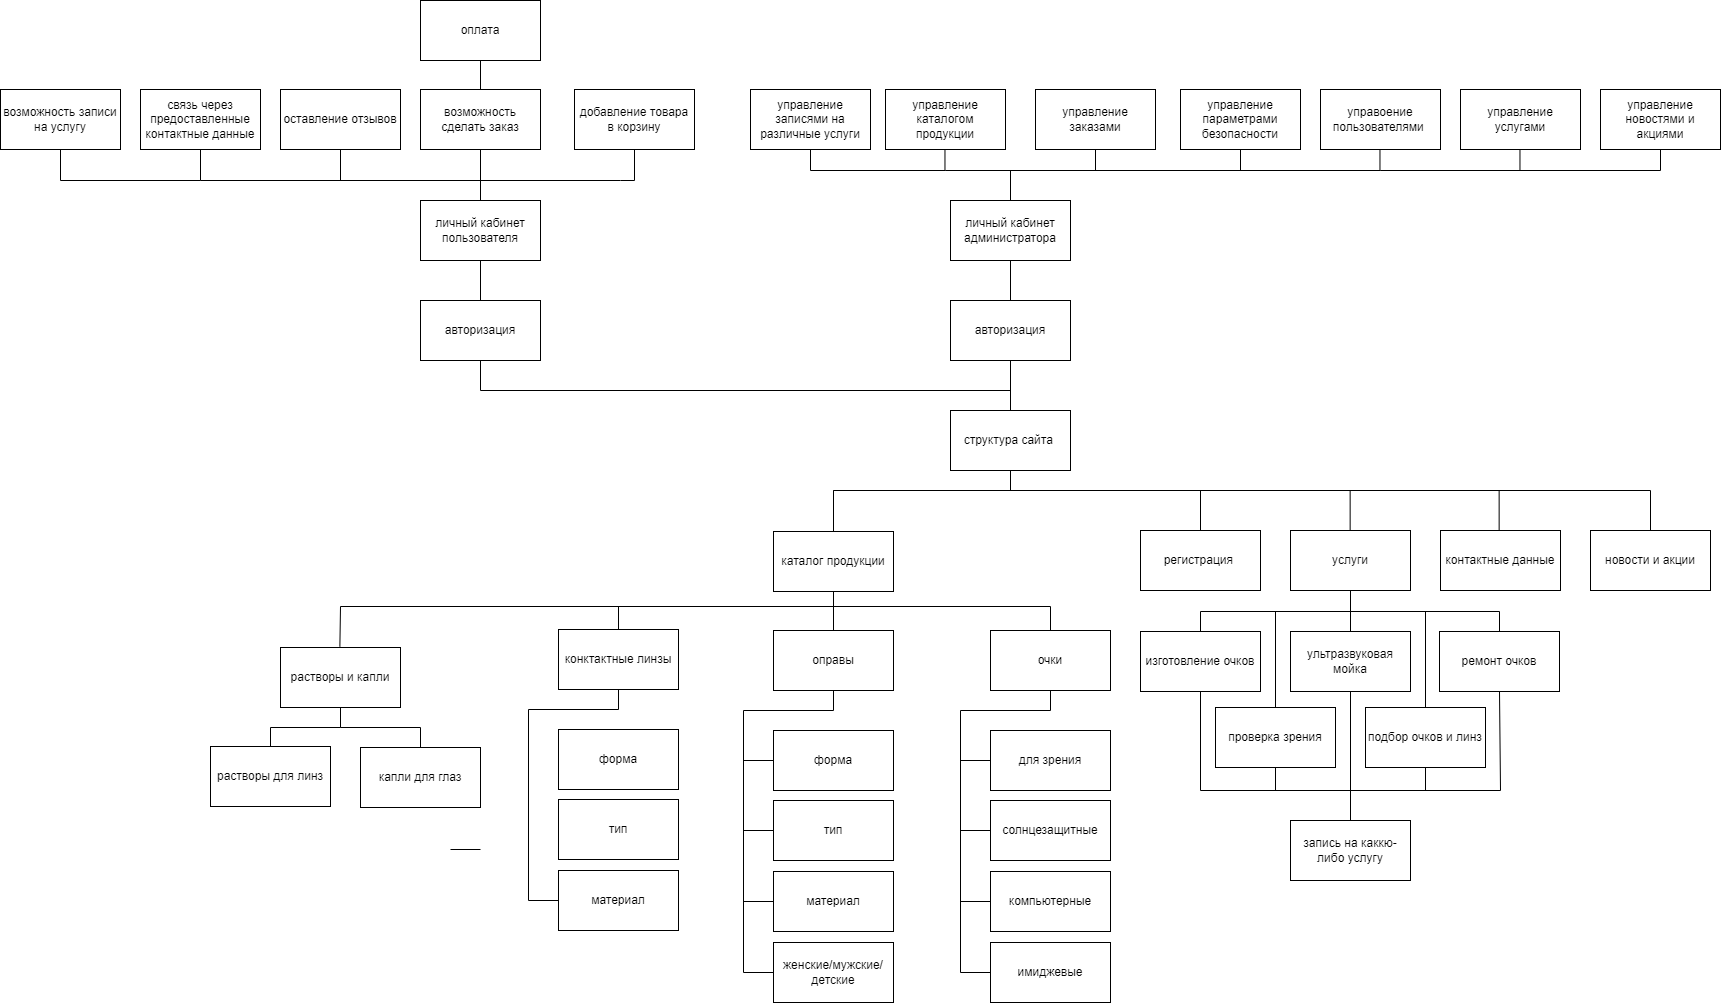 оплата
возможность записи
на услугу
связь через
предоставленные
контактные данные
оставление отзывов
возможность
сделать заказ
добавление товара
в корзину
управление
записями на
различные услуги
управление
каталогом
продукции
управление
заказами
управление
параметрами
безопасности
управоение
пользователями
управление
услугами
управление
новостями и
акциями
личный кабинет
пользователя
личный кабинет
администратора
авторизация
авторизация
структура сайта
каталог продукции
регистрация
услуги
контактные данные
новости и акции
растворы и капли
конктактные линзы
оправы
очки
изготовление очков
ультразвуковая
мойка
ремонт очков
проверка зрения
подбор очков и линз
растворы для линз
капли для глаз
форма
форма
для зрения
тип
тип
солнцезащитные
запись на каккю-
либо услугу
материал
материал
компьютерные
женские/мужские/
детские
имиджевые